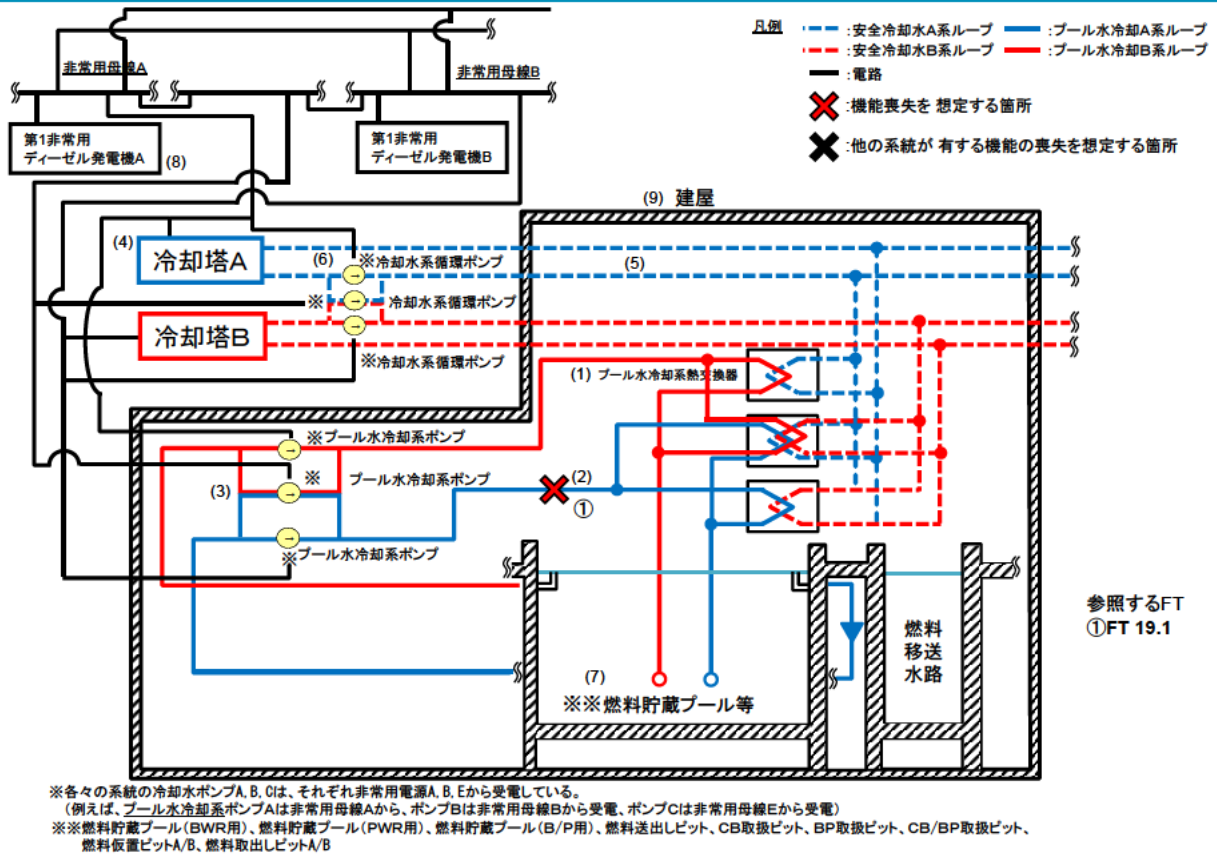 凡例
:安全冷却水A系ループ
:プール水冷却A系ループ
:安全冷却水B系ループ
:プール水冷却B系ループ
:電路
:機能喪失を 想定する箇所
:他の系統が 有する機能の喪失を想定する箇所
非常用母線A
非常用母線B
第1非常用
ディーゼル発電機A
(8)
第1非常用
ディーゼル発電機B
(9) 建屋
(4)
冷却塔A
(6)
※冷却水系循環ポンプ
(5)
※
冷却水系循環ポンプ
冷却塔B
※冷却水系循環ポンプ
(1) プール水冷却系熱交換器
※プール水冷却系ポンプ
※
プール水冷却系ポンプ
(3)
(2)
①
※プール水冷却系ポンプ
燃料
移送
水路
参照するFT
①FT 19.1
(7)
※※燃料貯蔵プール等
※各々の系統の冷却水ポンプA, B, Cは、それぞれ非常用電源A, B, Eから受電している。
(例えば、プール水冷却系ポンプAは非常用母線Aから、ポンプBは非常用母線Bから受電、ポンプCは非常用母線Eから受電)
※※燃料貯蔵プール(BWR用)、燃料貯蔵プール(PWR用)、燃料貯蔵プール(B/P用)、燃料送出しピット、CB取扱ピット、BP取扱ピット、CB/BP取扱ピット、
燃料仮置ピットA/B、燃料取出しピットA/B